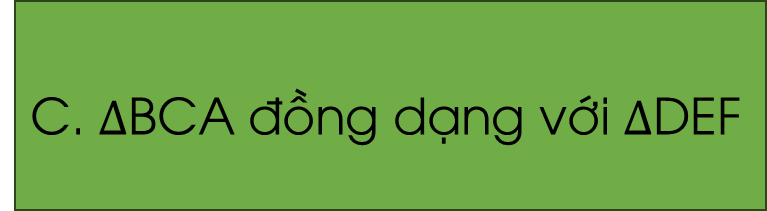 C. ΔBCA đồng dạng với ΔDEF